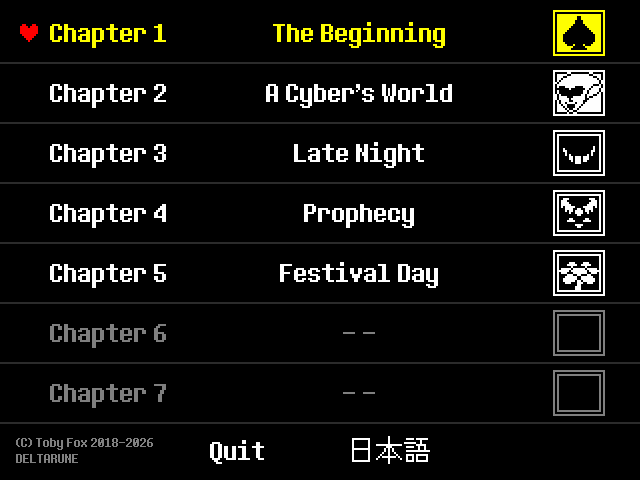 Chapter 1 The Beginning
Chapter 2 A Cyber's World
Chapter 3 Late Night
Chapter 4 Prophecy
Chapter 5 Festival Day
Chapter 6 --
Chapter 7 --
(C) Toby Fox 2018-2026
DELTARUNE
Quit 日本語